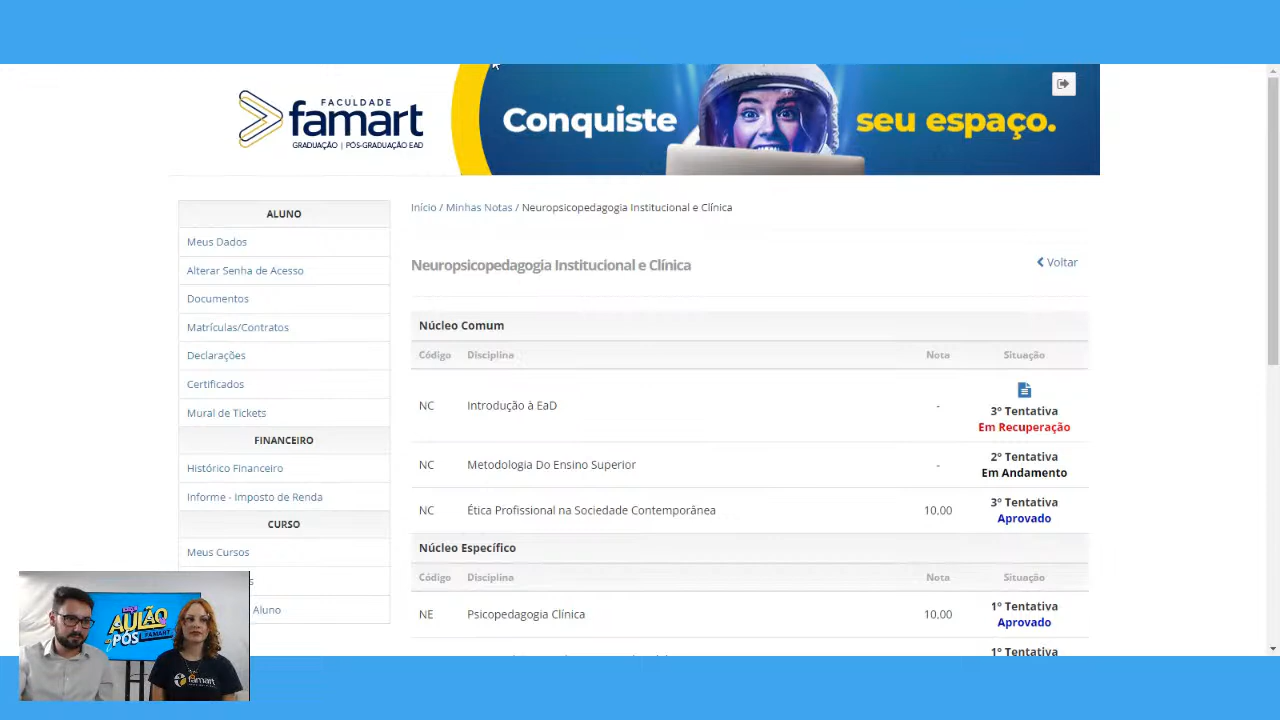 FACULDADE
famart
GRADUAÇÃO | PÓS-GRADUAÇÃO EAD
Conquiste seu espaço.
ALUNO
Meus Dados
Alterar Senha de Acesso
Documentos
Matrículas/Contratos
Declarações
Certificados
Mural de Tickets
FINANCEIRO
Histórico Financeiro
Informe - Imposto de Renda
CURSO
Meus Cursos
Aluno
Início / Minhas Notas / Neuropsicopedagogia Institucional e Clínica
Neuropsicopedagogia Institucional e Clínica
Voltar
Núcleo Comum
Código Disciplina Nota Situação
NC Introdução à EaD - 3º Tentativa
Em Recuperação
NC Metodologia Do Ensino Superior - 2º Tentativa
Em Andamento
NC Ética Profissional na Sociedade Contemporânea 10.00 3º Tentativa
Aprovado
Núcleo Específico
Código Disciplina Nota Situação
NE Psicopedagogia Clínica 10.00 1º Tentativa
Aprovado
1º Tentativa
AULÃO
PÓS
FAMART
famart